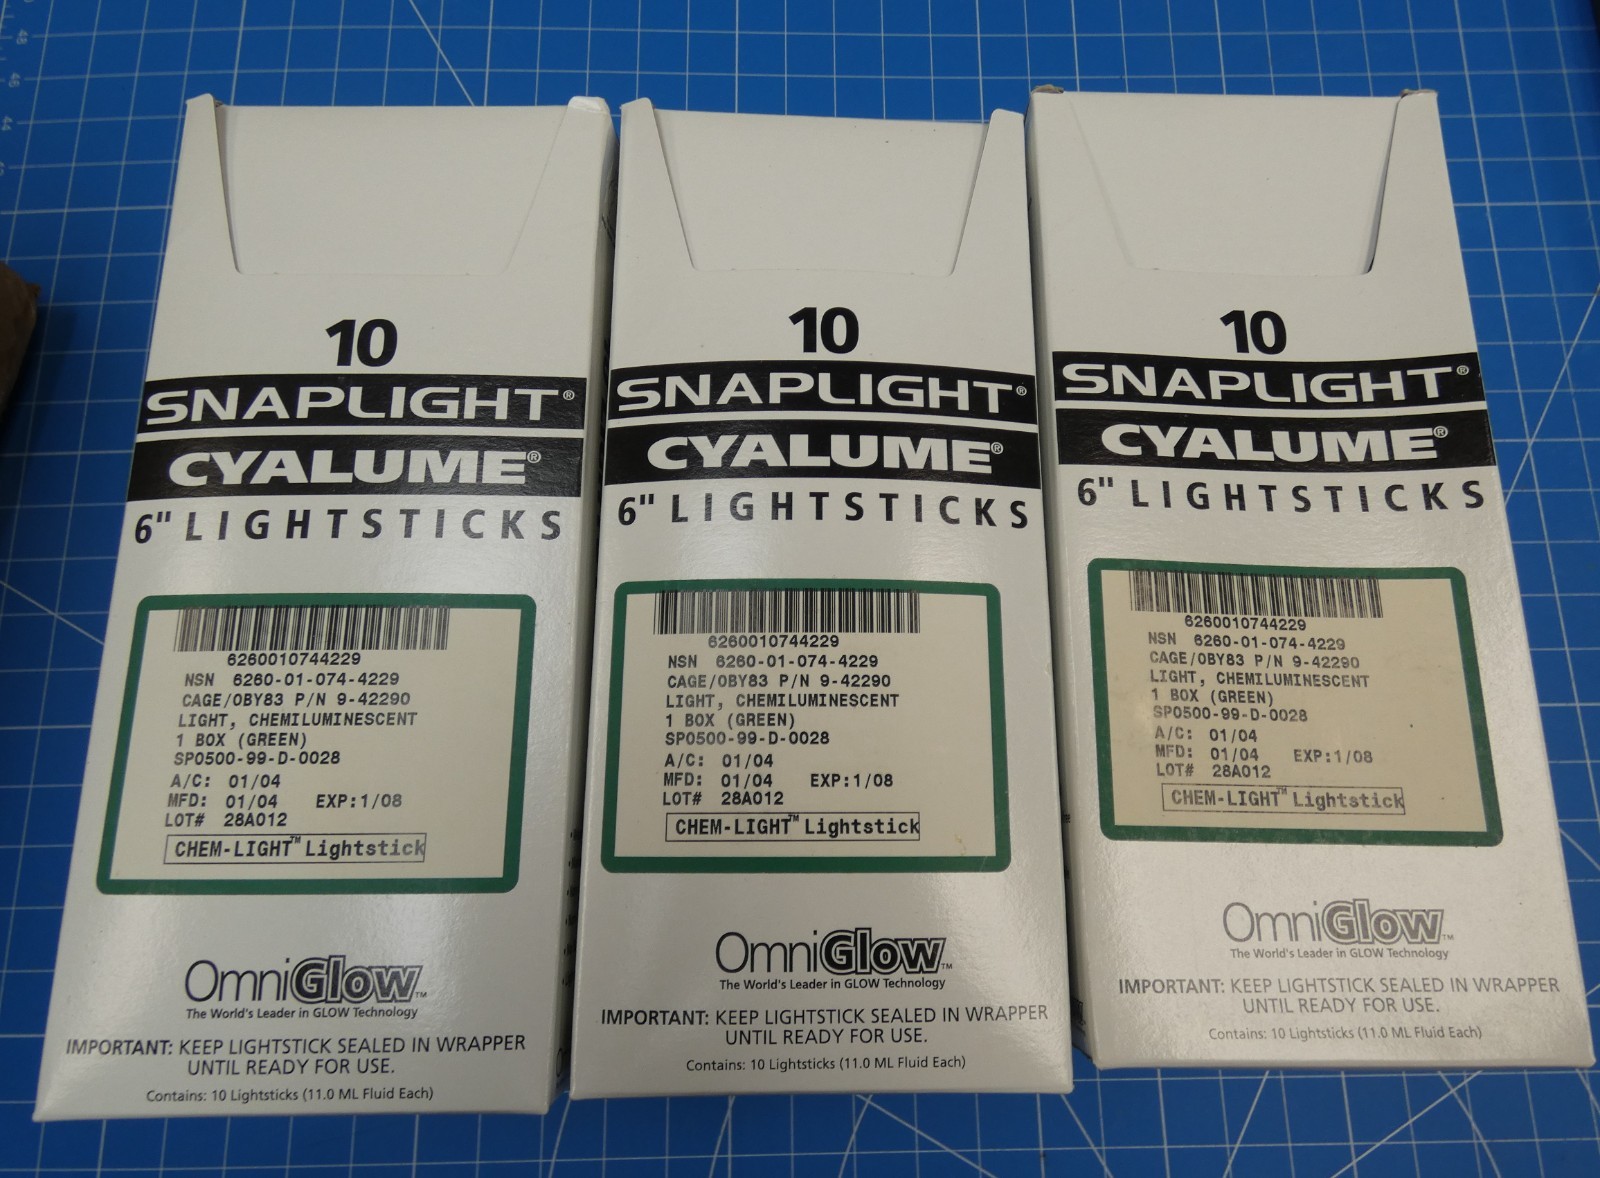 10
SNAPLIGHT®
CYALUME®
6" LIGHTSTICKS
6260010744229
NSN 6260-01-074-4229
CAGE/0BY83 P/N 9-42290
LIGHT, CHEMILUMINESCENT
1 BOX (GREEN)
SP0500-99-D-0028
A/C: 01/04
MFD: 01/04 EXP:1/08
LOT# 28A012
CHEM-LIGHT™ Lightstick
OmniGlow™
The World's Leader in GLOW Technology
IMPORTANT: KEEP LIGHTSTICK SEALED IN WRAPPER
UNTIL READY FOR USE.
Contains: 10 Lightsticks (11.0 ML Fluid Each)
10
SNAPLIGHT®
CYALUME®
6" LIGHTSTICKS
6260010744229
NSN 6260-01-074-4229
CAGE/0BY83 P/N 9-42290
LIGHT, CHEMILUMINESCENT
1 BOX (GREEN)
SP0500-99-D-0028
A/C: 01/04
MFD: 01/04 EXP:1/08
LOT# 28A012
CHEM-LIGHT™ Lightstick
OmniGlow™
The World's Leader in GLOW Technology
IMPORTANT: KEEP LIGHTSTICK SEALED IN WRAPPER
UNTIL READY FOR USE.
Contains: 10 Lightsticks (11.0 ML Fluid Each)
10
SNAPLIGHT®
CYALUME®
6" LIGHTSTICKS
6260010744229
NSN 6260-01-074-4229
CAGE/0BY83 P/N 9-42290
LIGHT, CHEMILUMINESCENT
1 BOX (GREEN)
SP0500-99-D-0028
A/C: 01/04
MFD: 01/04 EXP:1/08
LOT# 28A012
CHEM-LIGHT™ Lightstick
OmniGlow™
The World's Leader in GLOW Technology
IMPORTANT: KEEP LIGHTSTICK SEALED IN WRAPPER
UNTIL READY FOR USE.
Contains: 10 Lightsticks (11.0 ML Fluid Each)
48
46
44